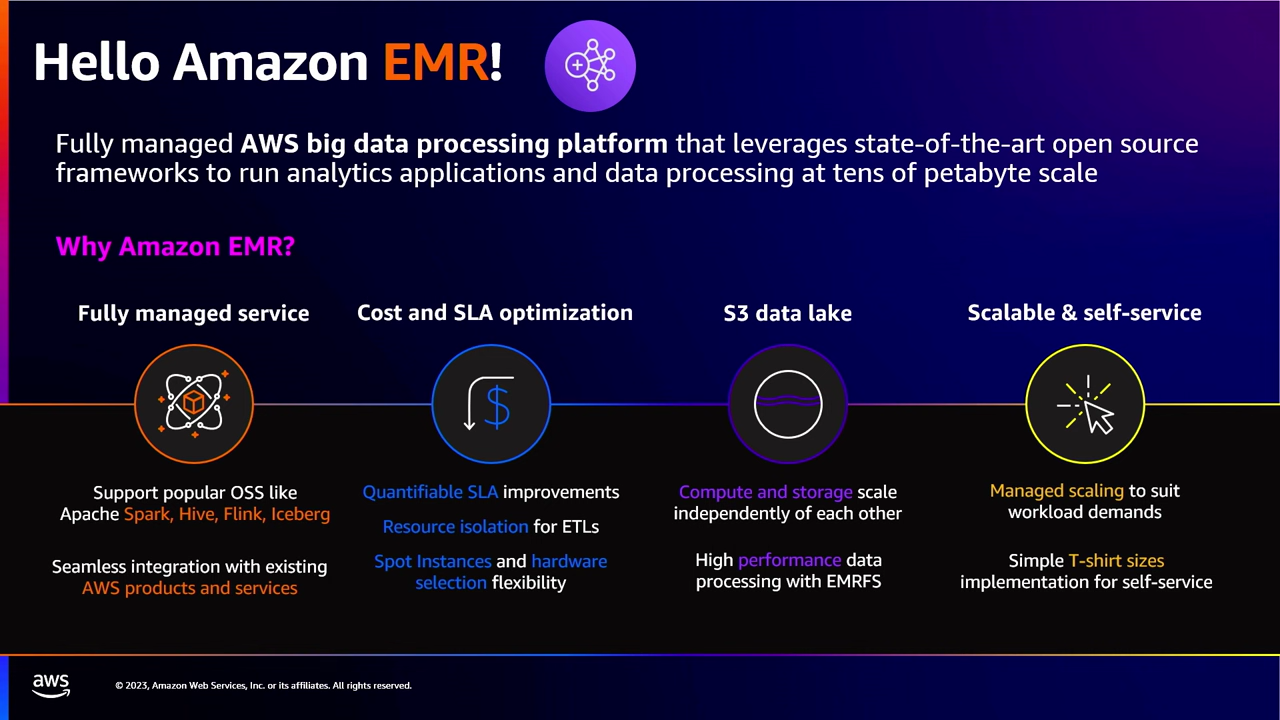 Hello Amazon EMR!
Fully managed AWS big data processing platform that leverages state-of-the-art open source
frameworks to run analytics applications and data processing at tens of petabyte scale
Why Amazon EMR?
Fully managed service
Support popular OSS like
Apache Spark, Hive, Flink, Iceberg
Seamless integration with existing
AWS products and services
Cost and SLA optimization
$
Quantifiable SLA improvements
Resource isolation for ETLs
Spot Instances and hardware
selection flexibility
S3 data lake
Compute and storage scale
independently of each other
High performance data
processing with EMRFS
Scalable & self-service
Managed scaling to suit
workload demands
Simple T-shirt sizes
implementation for self-service
aws
© 2023, Amazon Web Services, Inc. or its affiliates. All rights reserved.